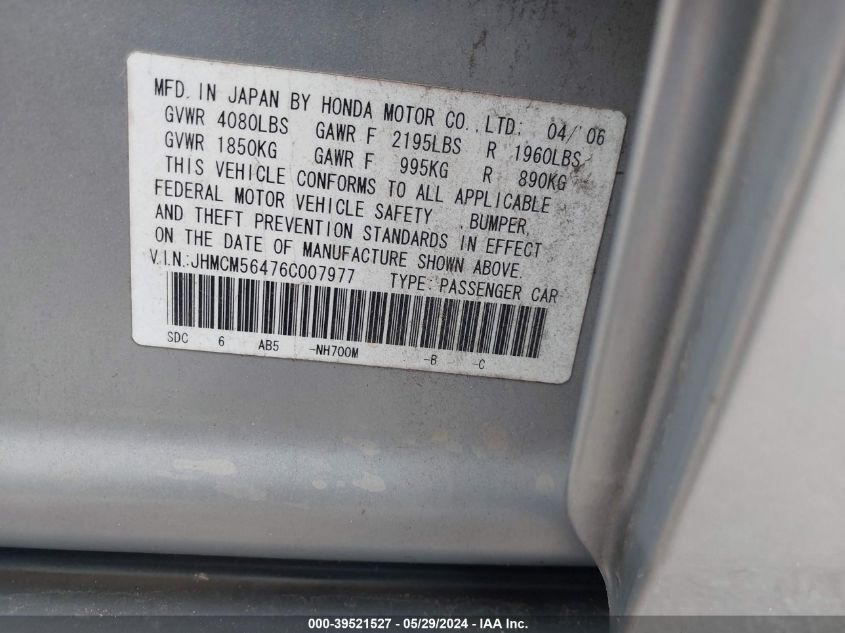 MFD. IN JAPAN BY HONDA MOTOR CO., LTD; 04/ 06
GVWR 4080LBS GAWR F 2195LBS R 1960LBS
GVWR 1850KG GAWR F 995KG R 890KG
THIS VEHICLE CONFORMS TO ALL APPLICABLE
FEDERAL MOTOR VEHICLE SAFETY , BUMPER,
AND THEFT PREVENTION STANDARDS IN EFFECT
ON THE DATE OF MANUFACTURE SHOWN ABOVE.
V.I.N.:JHMCM56476C007977 TYPE: PASSENGER CAR
SDC 6 AB5 -NH700M -B -C
000-39521527 - 05/29/2024 - IAA Inc.